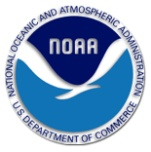 NATIONAL OCEANIC AND ATMOSPHERIC ADMINISTRATION
NOAA
U.S. DEPARTMENT OF COMMERCE